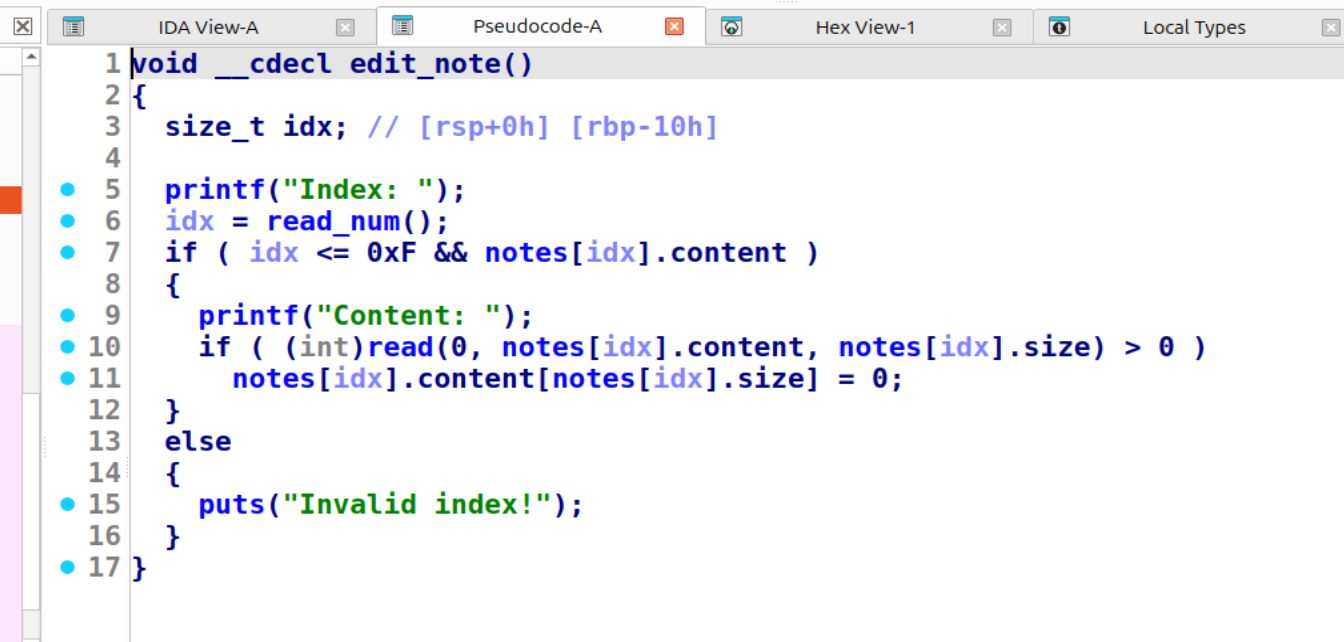 IDA View-A Pseudocode-A Hex View-1 Local Types
1 void __cdecl edit_note()
2 {
3 size_t idx; // [rsp+0h] [rbp-10h]
4
5 printf("Index: ");
6 idx = read_num();
7 if ( idx <= 0xF && notes[idx].content )
8 {
9 printf("Content: ");
10 if ( (int)read(0, notes[idx].content, notes[idx].size) > 0 )
11 notes[idx].content[notes[idx].size] = 0;
12 }
13 else
14 {
15 puts("Invalid index!");
16 }
17 }